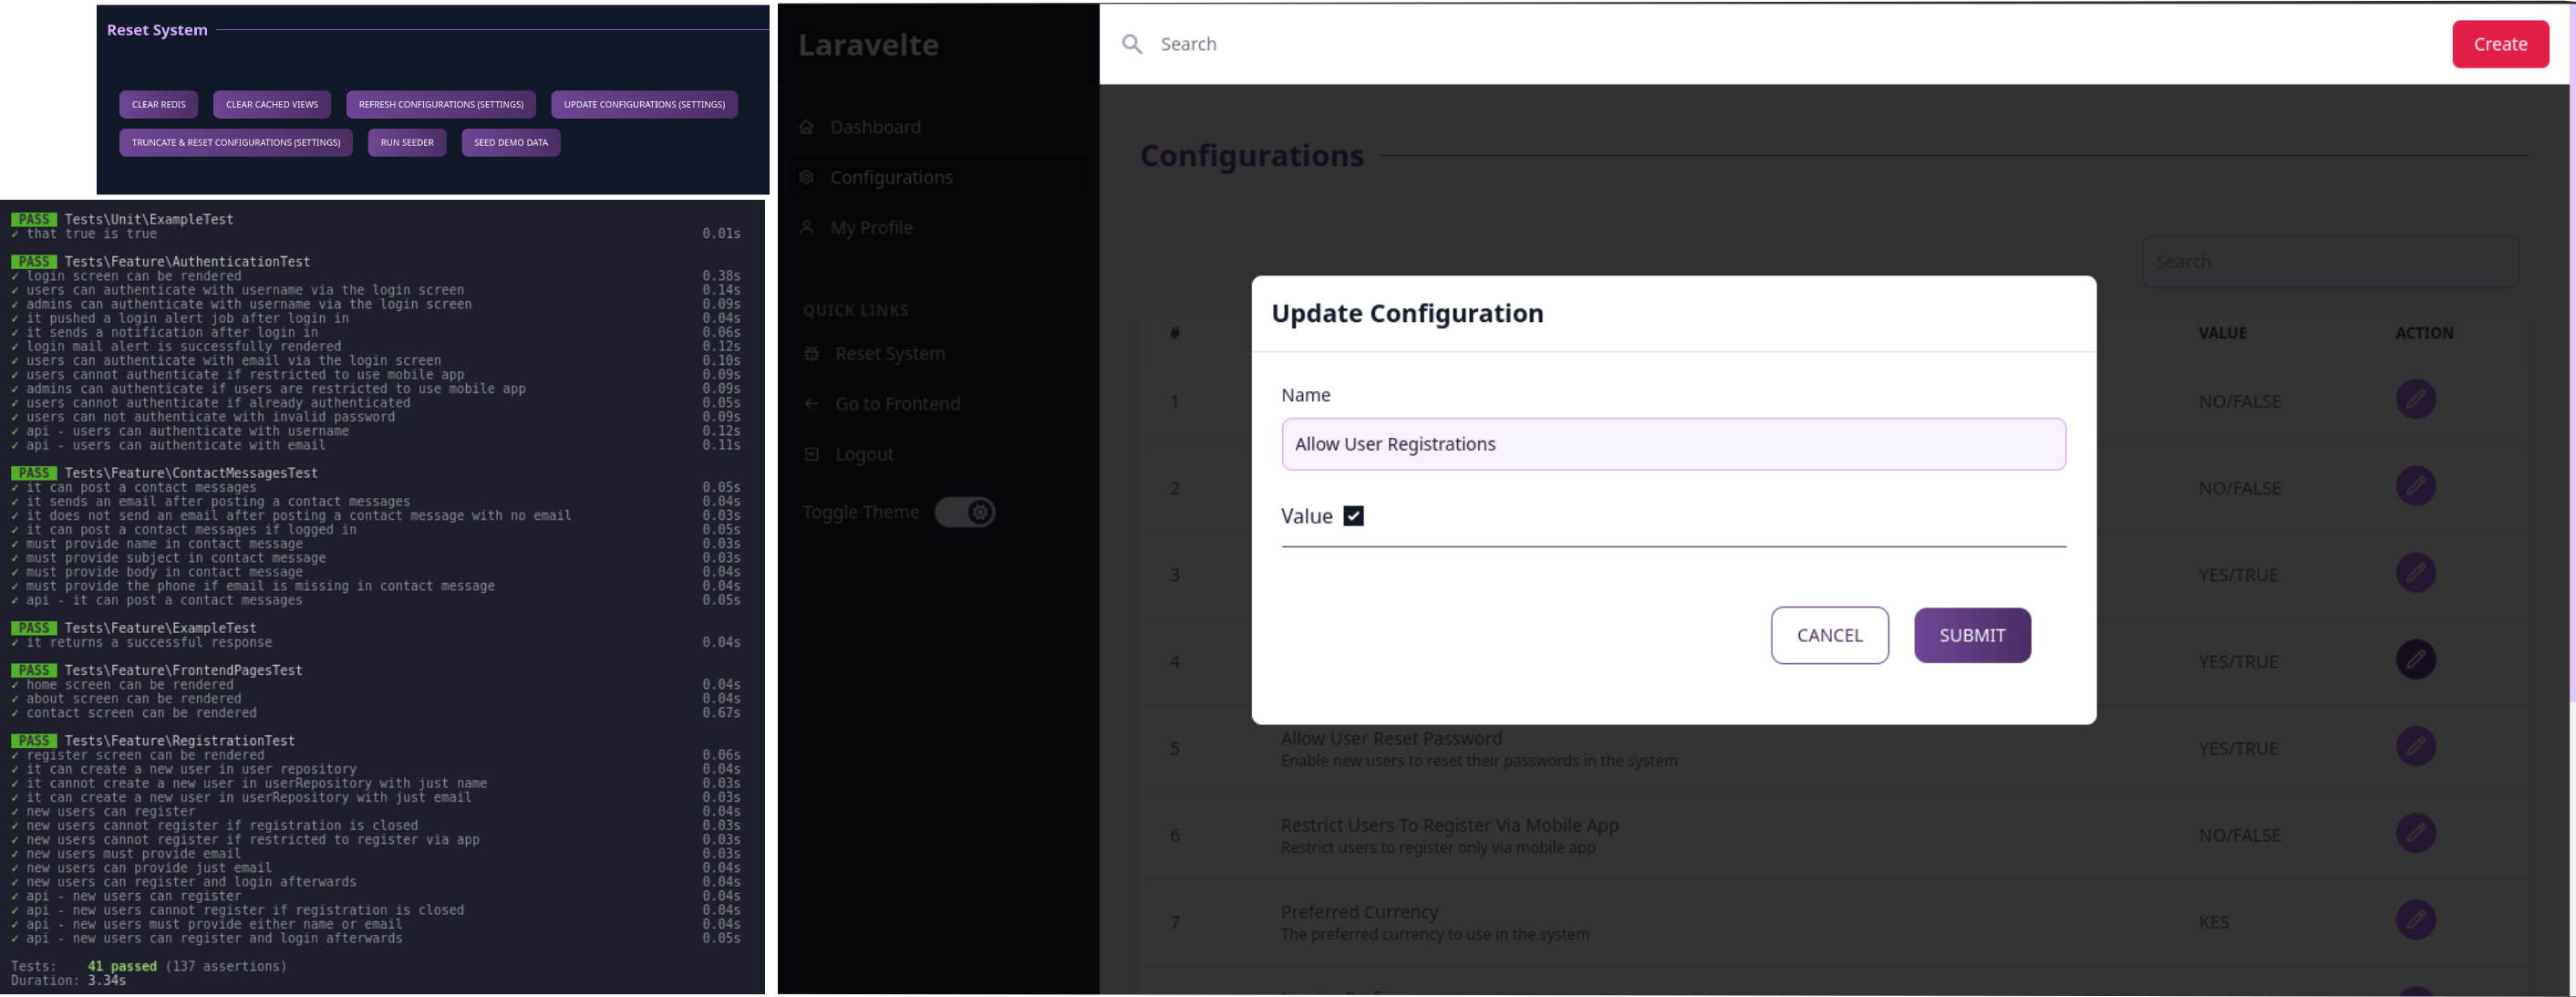 Reset System
CLEAR REDIS
CLEAR CACHED VIEWS
REFRESH CONFIGURATIONS (SETTINGS)
UPDATE CONFIGURATIONS (SETTINGS)
TRUNCATE & RESET CONFIGURATIONS (SETTINGS)
RUN SEEDER
SEED DEMO DATA
PASS Tests\Unit\ExampleTest
✓ that true is true 0.01s
PASS Tests\Feature\AuthenticationTest
✓ login screen can be rendered 0.38s
✓ users can authenticate with username via the login screen 0.14s
✓ admins can authenticate with username via the login screen 0.09s
✓ it pushed a login alert job after login in 0.04s
✓ it sends a notification after login in 0.06s
✓ login mail alert is successfully rendered 0.12s
✓ users can authenticate with email via the login screen 0.10s
✓ users cannot authenticate if restricted to use mobile app 0.09s
✓ admins can authenticate if users are restricted to use mobile app 0.09s
✓ users cannot authenticate if already authenticated 0.05s
✓ users can not authenticate with invalid password 0.09s
✓ api - users can authenticate with username 0.12s
✓ api - users can authenticate with email 0.11s
PASS Tests\Feature\ContactMessagesTest
✓ it can post a contact messages 0.05s
✓ it sends an email after posting a contact messages 0.04s
✓ it does not send an email after posting a contact message with no email 0.03s
✓ it can post a contact messages if logged in 0.05s
✓ must provide name in contact message 0.03s
✓ must provide subject in contact message 0.03s
✓ must provide body in contact message 0.04s
✓ must provide the phone if email is missing in contact message 0.04s
✓ api - it can post a contact messages 0.05s
PASS Tests\Feature\ExampleTest
✓ it returns a successful response 0.04s
PASS Tests\Feature\FrontendPagesTest
✓ home screen can be rendered 0.04s
✓ about screen can be rendered 0.04s
✓ contact screen can be rendered 0.67s
PASS Tests\Feature\RegistrationTest
✓ register screen can be rendered 0.06s
✓ it can create a new user in user repository 0.04s
✓ it cannot create a new user in userRepository with just name 0.03s
✓ it can create a new user in userRepository with just email 0.03s
✓ new users can register 0.04s
✓ new users cannot register if registration is closed 0.03s
✓ new users cannot register if restricted to register via app 0.03s
✓ new users must provide email 0.03s
✓ new users can provide just email 0.04s
✓ new users can register and login afterwards 0.04s
✓ api - new users can register 0.04s
✓ api - new users cannot register if registration is closed 0.04s
✓ api - new users must provide either name or email 0.04s
✓ api - new users can register and login afterwards 0.05s
Tests: 41 passed (137 assertions)
Duration: 3.34s
Laravelte
Dashboard
Configurations
My Profile
QUICK LINKS
Reset System
Go to Frontend
Logout
Toggle Theme
Search
Create
Configurations
Search
# VALUE ACTION
1 NO/FALSE
2 NO/FALSE
3 YES/TRUE
4 YES/TRUE
Update Configuration
Name
Allow User Registrations
Value
CANCEL
SUBMIT
5 Allow User Reset Password YES/TRUE
Enable new users to reset their passwords in the system
6 Restrict Users To Register Via Mobile App NO/FALSE
Restrict users to register only via mobile app
7 Preferred Currency KES
The preferred currency to use in the system